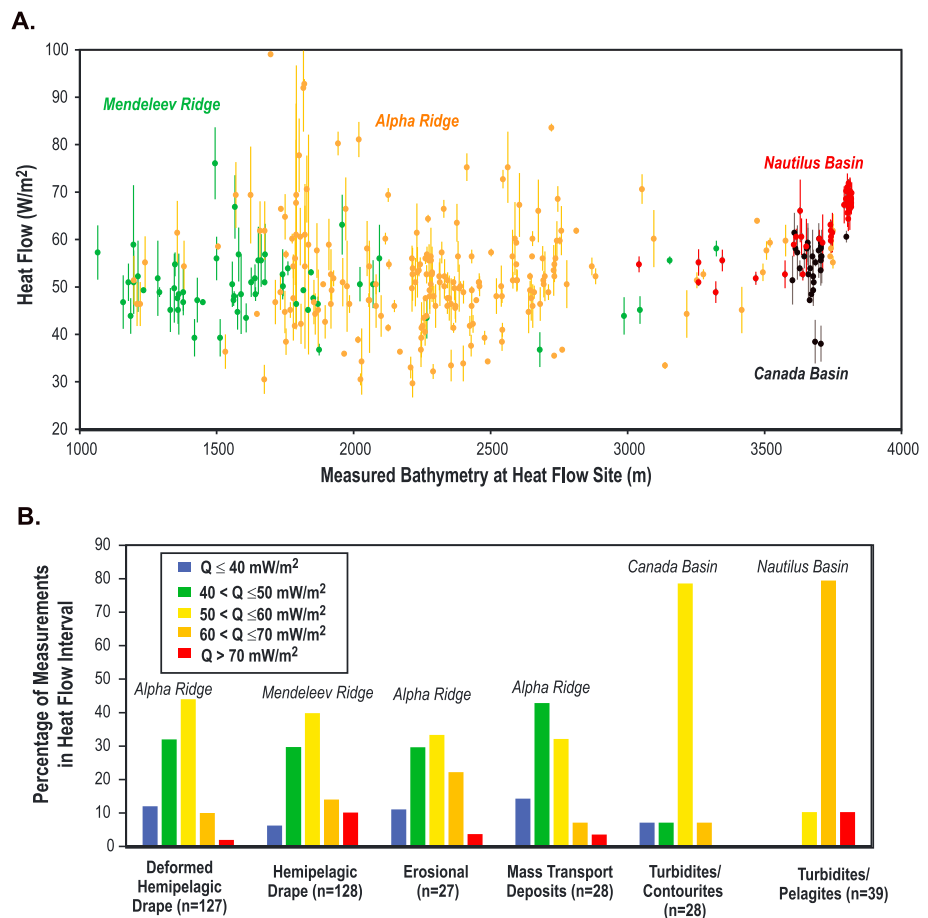 A.
100
90
80
70
60
50
40
30
20
Heat Flow (W/m²)
Mendeleev Ridge
Alpha Ridge
Nautilus Basin
Canada Basin
1000 1500 2000 2500 3000 3500 4000
Measured Bathymetry at Heat Flow Site (m)
B.
90
80
70
60
50
40
30
20
10
0
Percentage of Measurements
in Heat Flow Interval
Q ≤ 40 mW/m²
40 < Q ≤50 mW/m²
50 < Q ≤60 mW/m²
60 < Q ≤70 mW/m²
Q > 70 mW/m²
Alpha Ridge
Mendeleev Ridge
Alpha Ridge
Alpha Ridge
Canada Basin
Nautilus Basin
Deformed
Hemipelagic
Drape (n=127)
Hemipelagic
Drape (n=128)
Erosional
(n=27)
Mass Transport
Deposits (n=28)
Turbidites/
Contourites
(n=28)
Turbidites/
Pelagites (n=39)